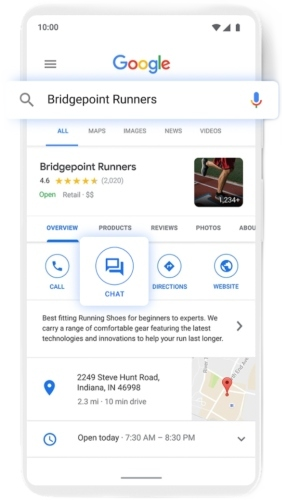 10:00
Google
Bridgepoint Runners
ALL MAPS IMAGES NEWS VIDEOS
Bridgepoint Runners
4.6 (2,020)
Open Retail · $$
1,234+
OVERVIEW PRODUCTS REVIEWS PHOTOS ABOU
CALL CHAT DIRECTIONS WEBSITE
Best fitting Running Shoes for beginners to experts. We
carry a range of comfortable gear featuring the latest
technologies and innovations to help your run last longer.
2249 Steve Hunt Road,
Indiana, IN 46998
2.3 mi · 10 min drive
Open today · 7:30 AM – 8:30 PM